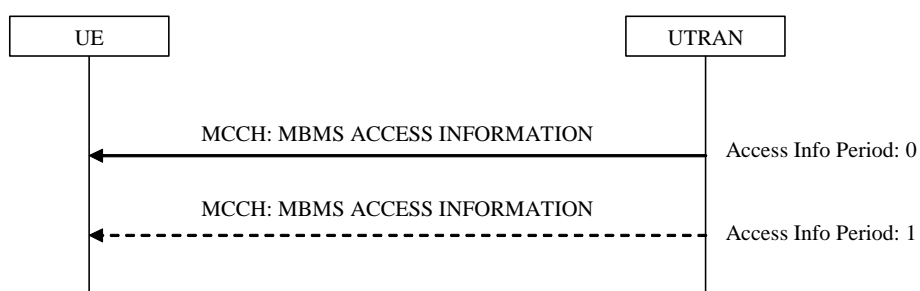 UE
UTRAN
MCCH: MBMS ACCESS INFORMATION
Access Info Period: 0
MCCH: MBMS ACCESS INFORMATION
Access Info Period: 1